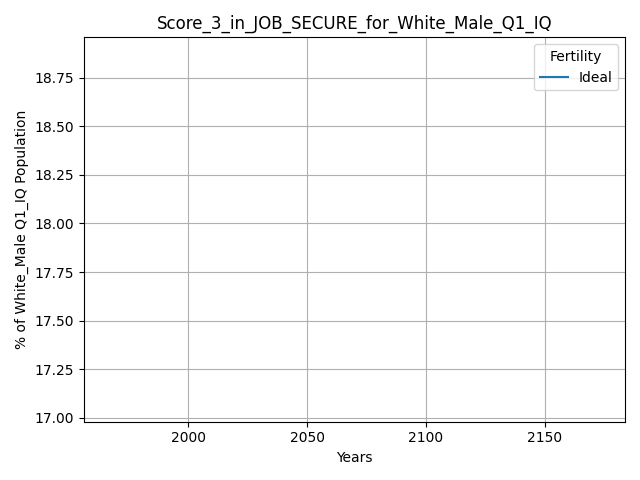 Score_3_in_JOB_SECURE_for_White_Male_Q1_IQ
Fertility
Ideal
% of White_Male Q1_IQ Population
18.75
18.50
18.25
18.00
17.75
17.50
17.25
17.00
2000 2050 2100 2150
Years